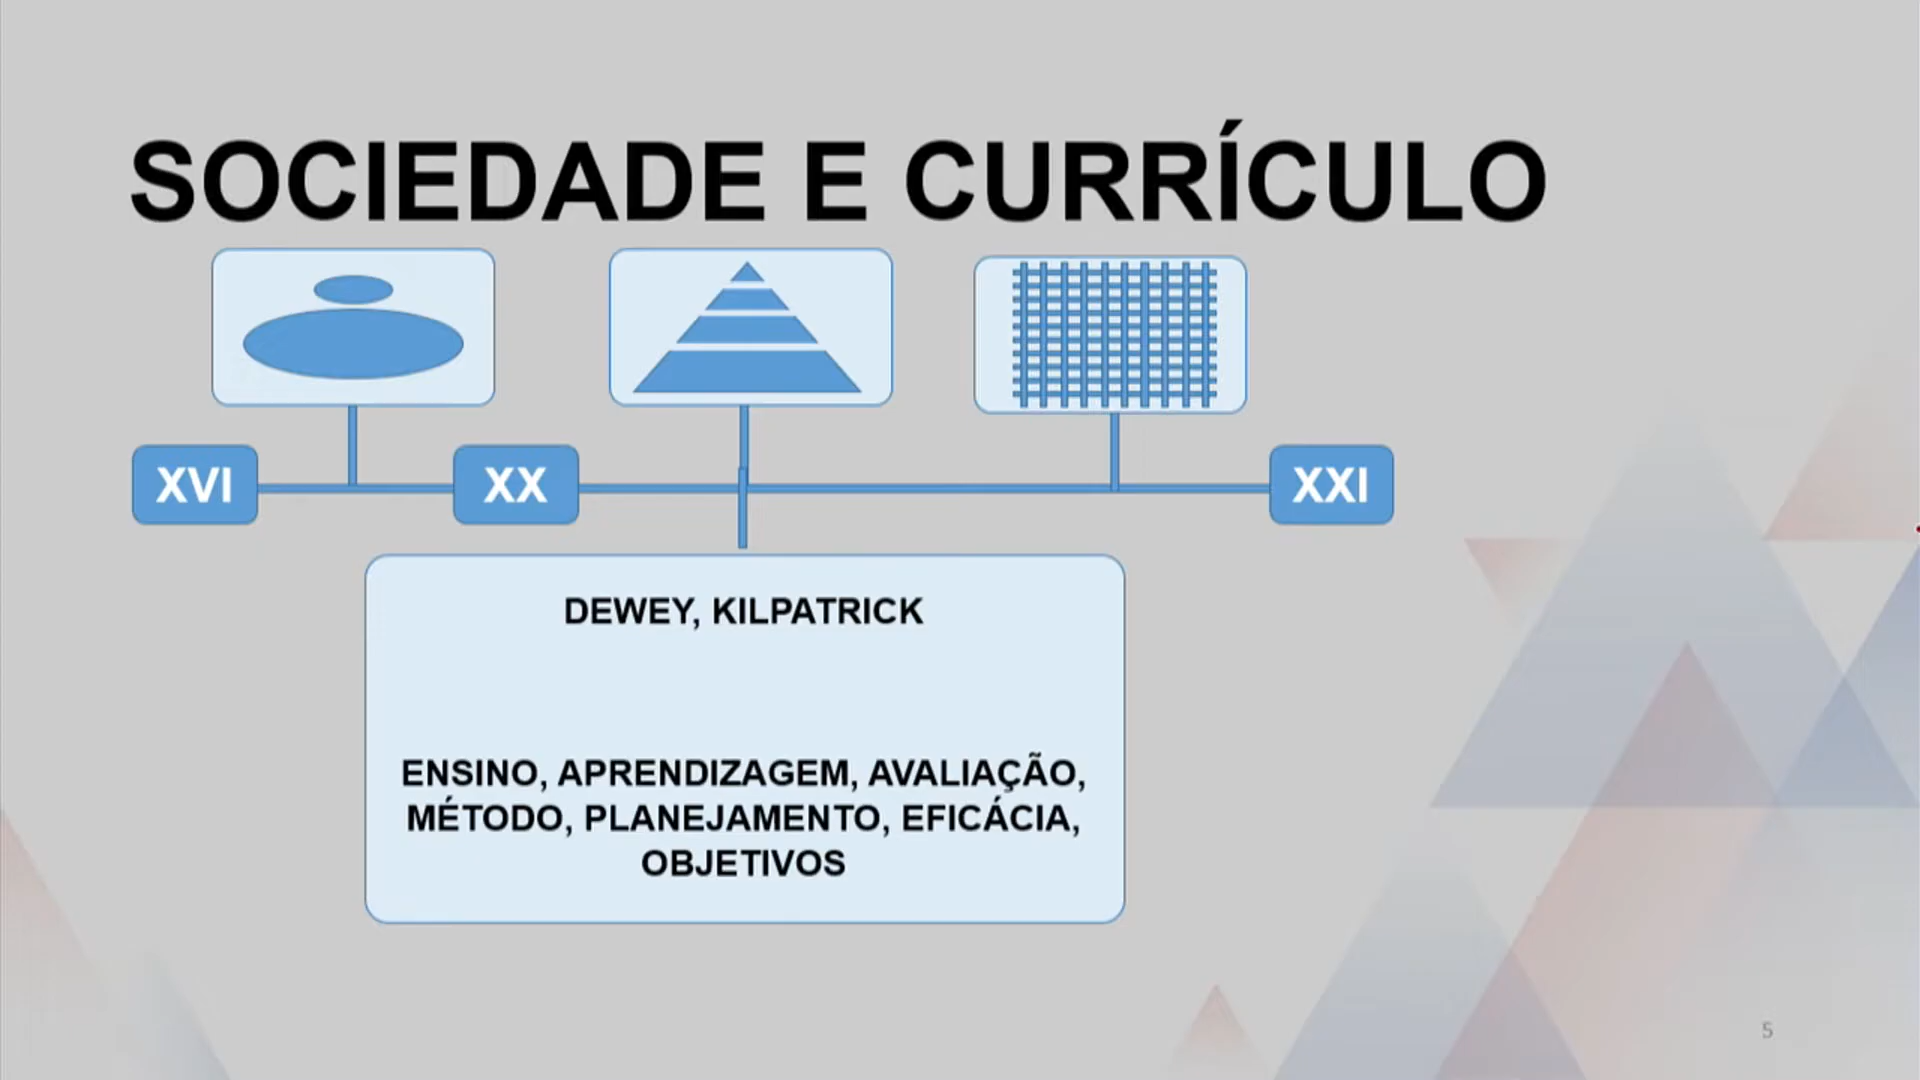 SOCIEDADE E CURRÍCULO
XVI
XX
XXI
DEWEY, KILPATRICK
ENSINO, APRENDIZAGEM, AVALIAÇÃO,
MÉTODO, PLANEJAMENTO, EFICÁCIA,
OBJETIVOS
5